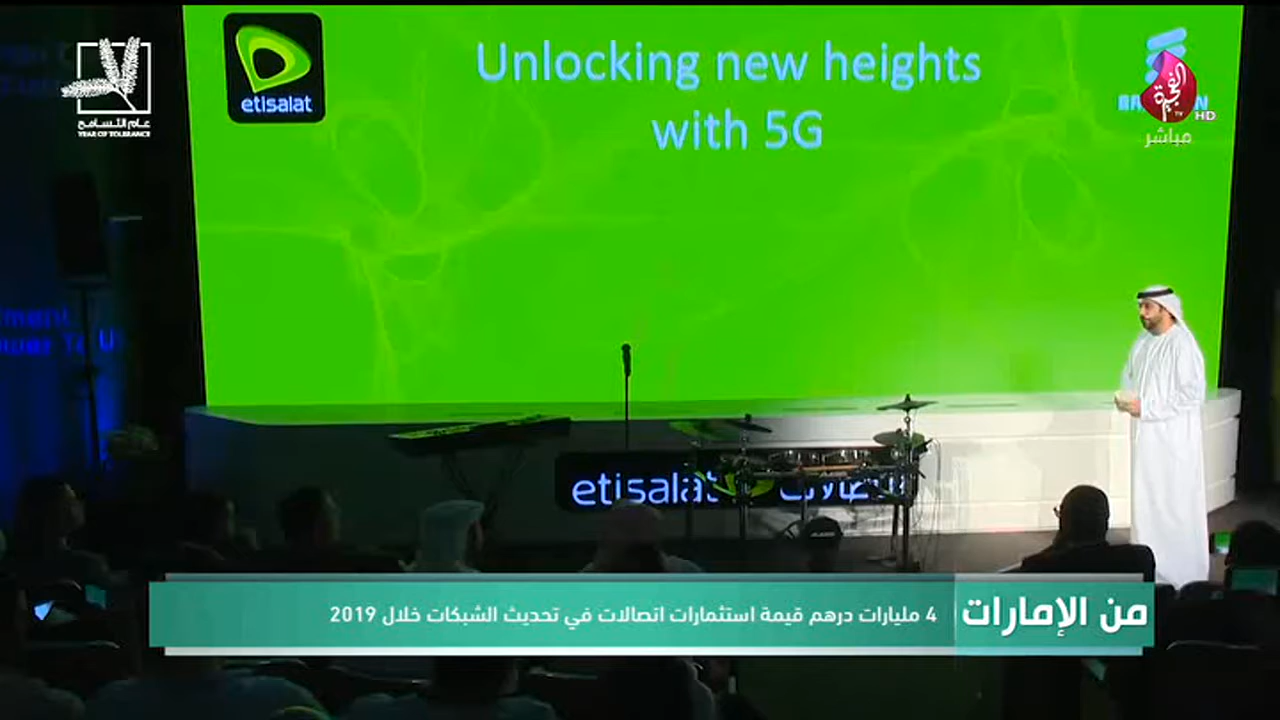 Unlocking new heights
with 5G
etisalat
عام التسامح
YEAR OF TOLERANCE
الفجيرة
TV
HD
مباشر
etisalat
من الإمارات
4 مليارات درهم قيمة استثمارات اتصالات في تحديث الشبكات خلال 2019